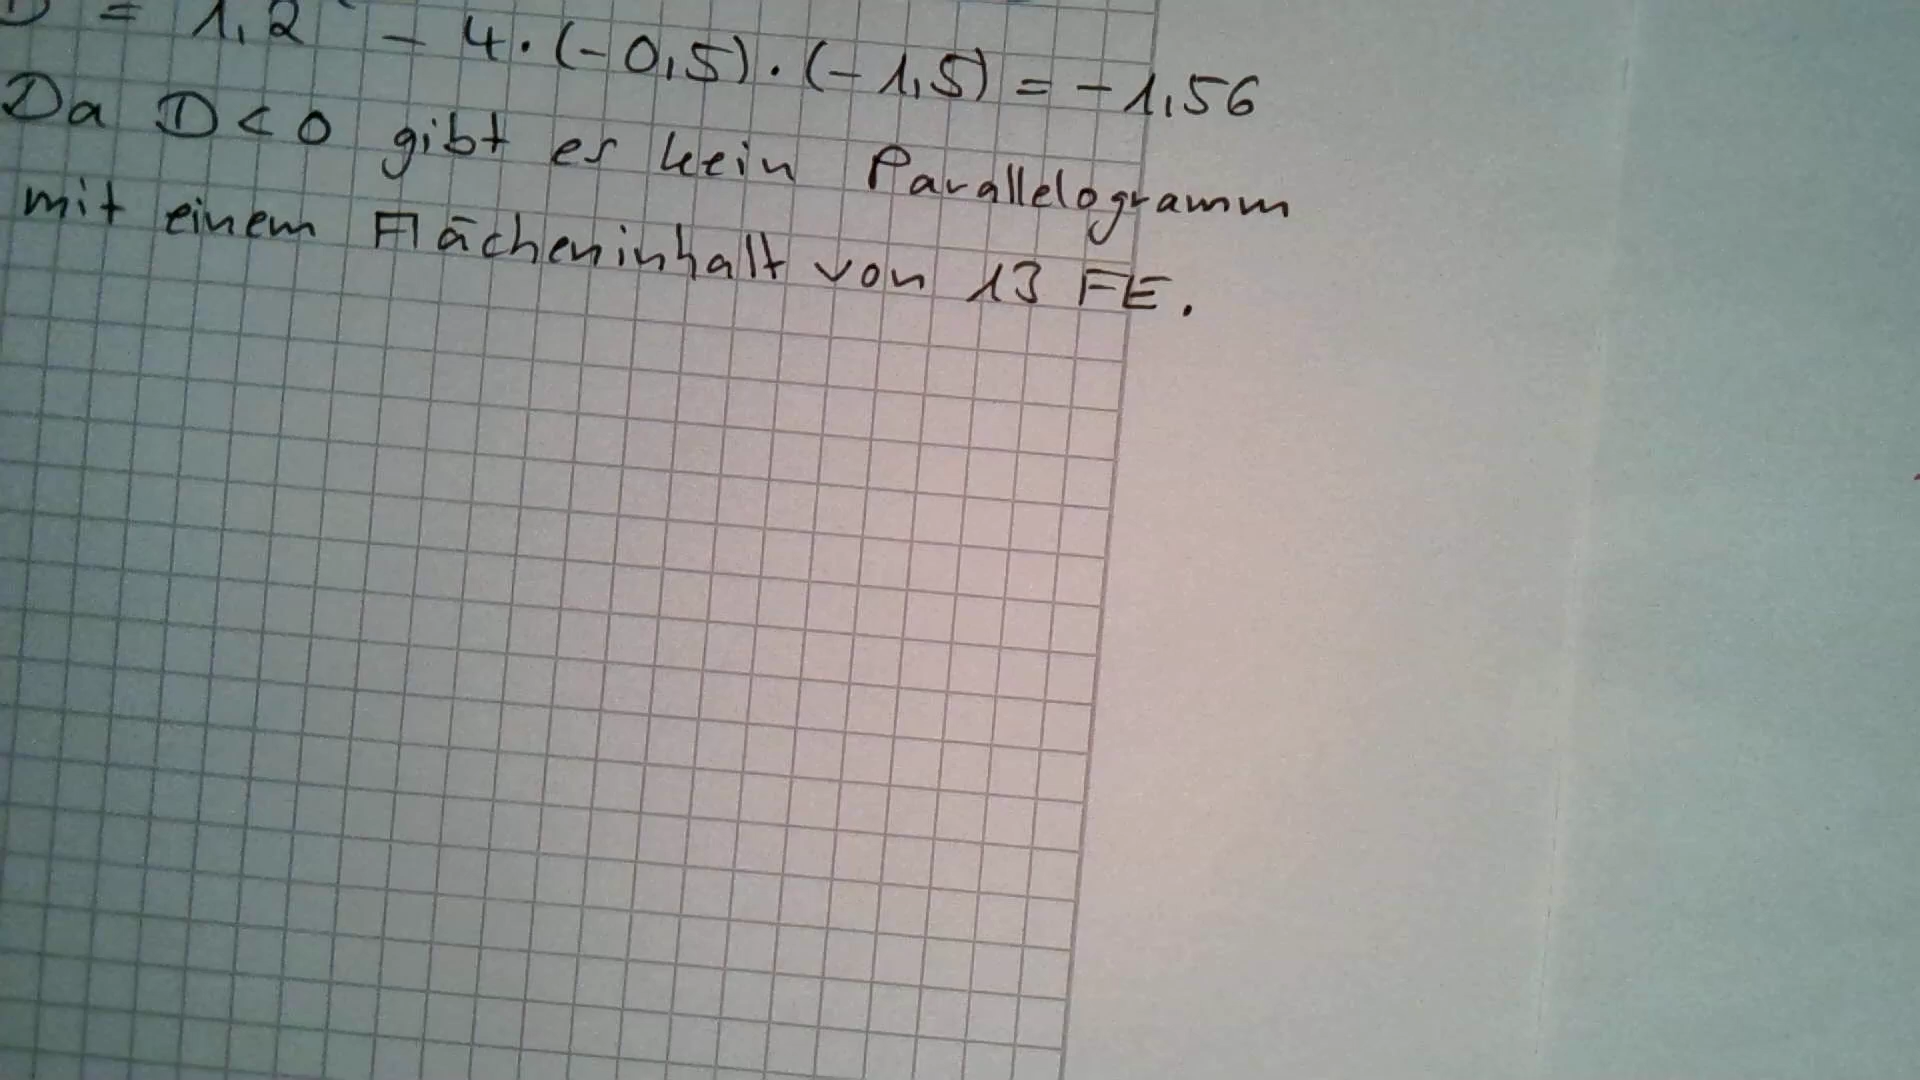 D = 1,2² - 4·(-0,5)·(-1,5) = -1,56
Da D<0 gibt es kein Parallelogramm
mit einem Flächeninhalt von 13 FE.